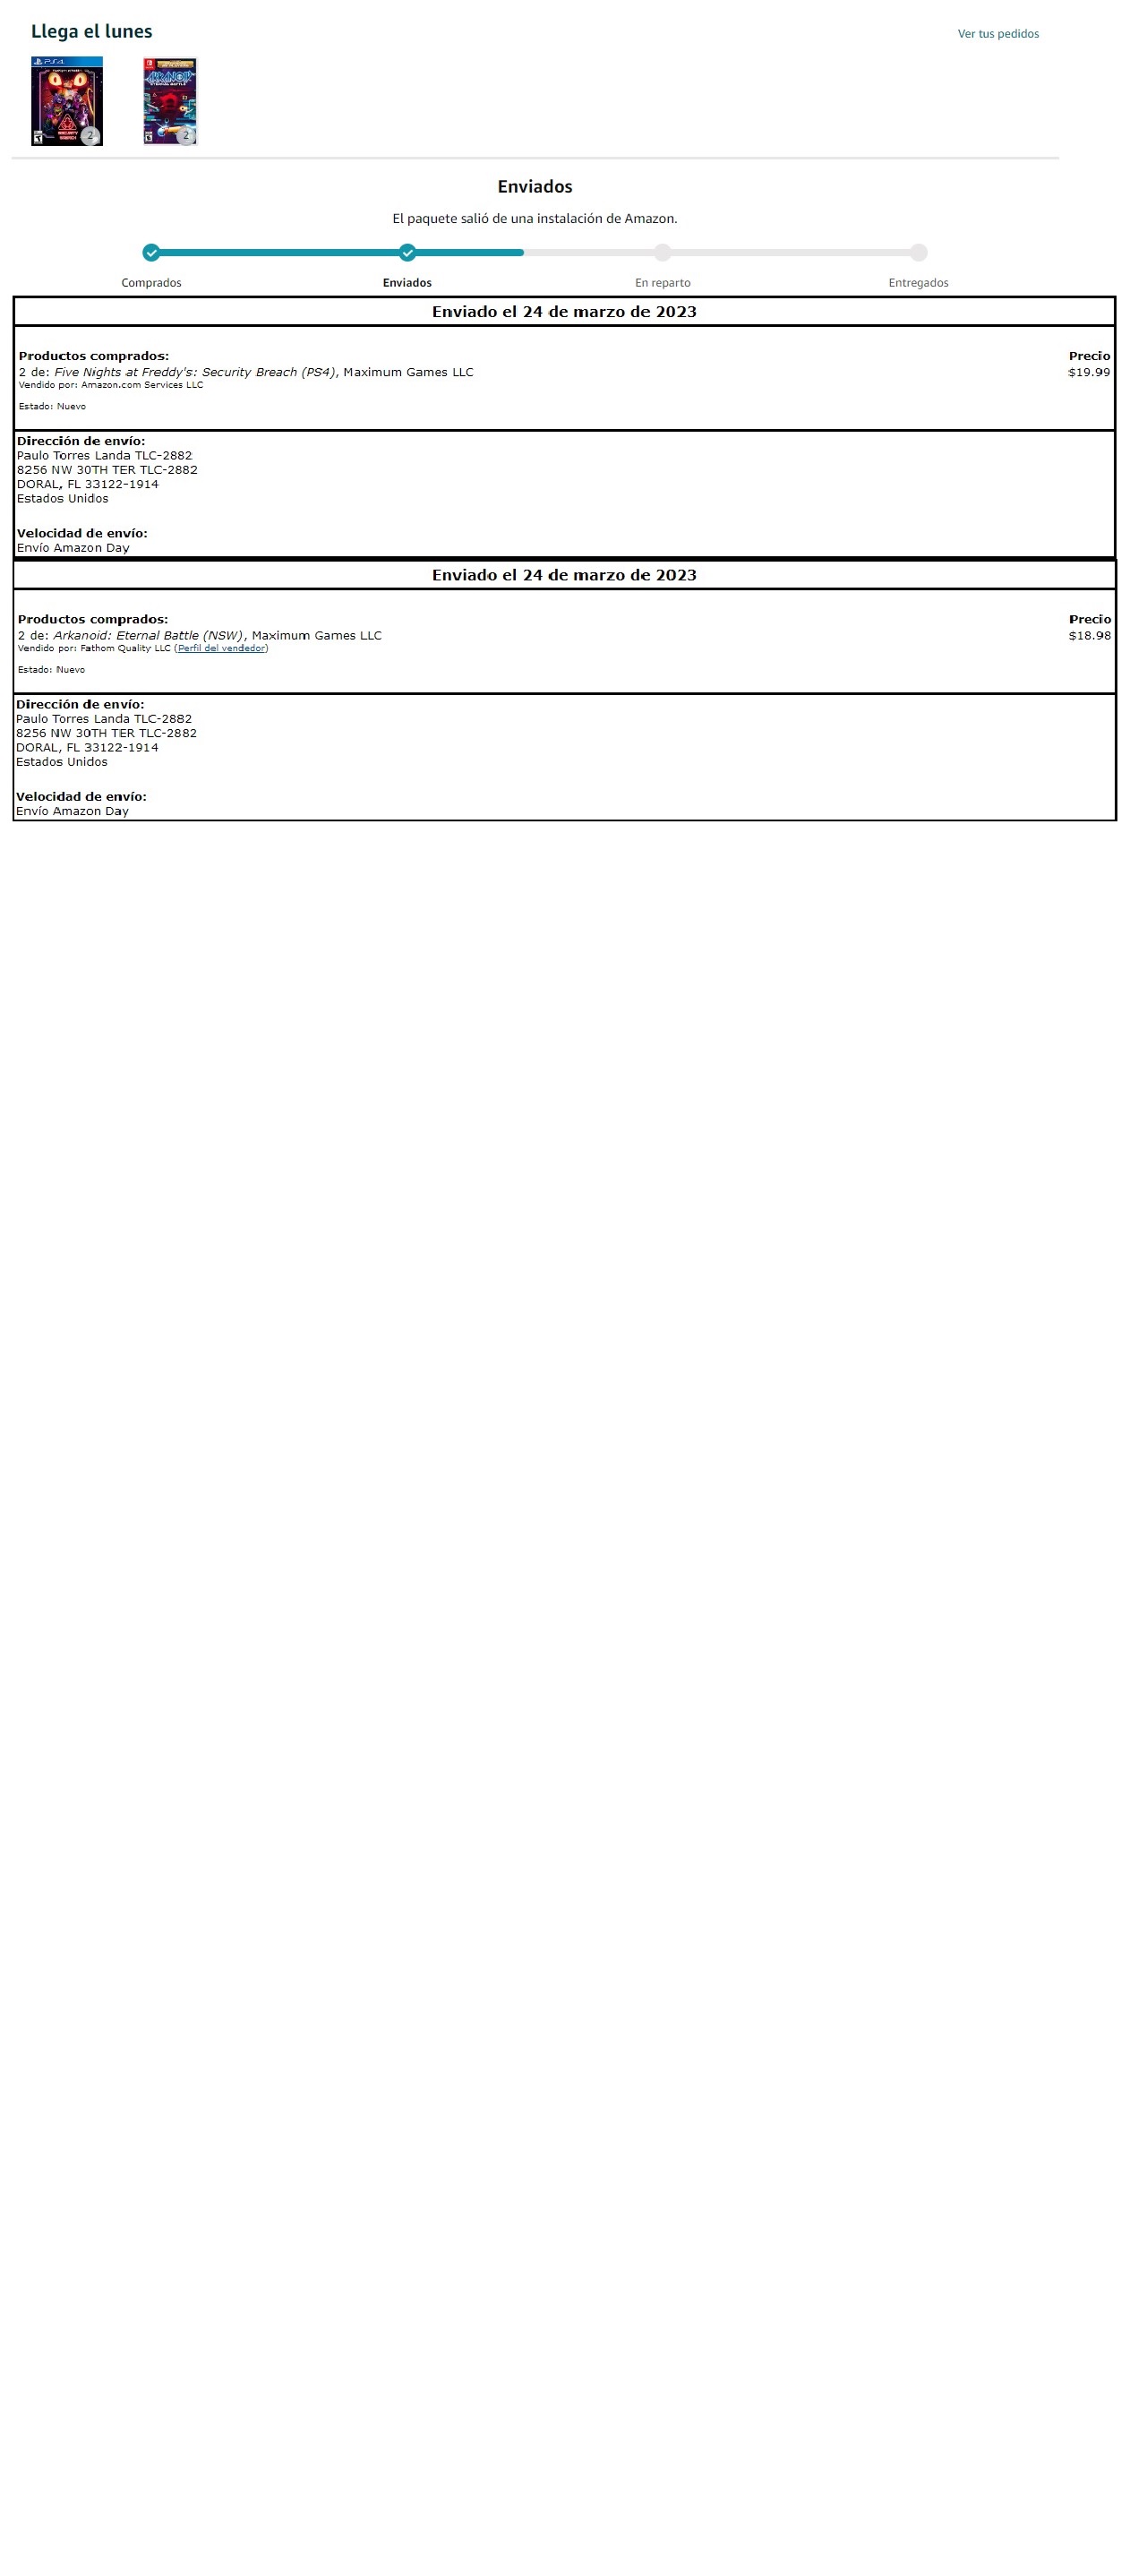 Llega el lunes
Ver tus pedidos
PS4
SECURITY
BREACH
2
ARKANOID
ETERNAL BATTLE
2
Enviados
El paquete salió de una instalación de Amazon.
Comprados
Enviados
En reparto
Entregados
Enviado el 24 de marzo de 2023
Productos comprados:
Precio
2 de: Five Nights at Freddy's: Security Breach (PS4), Maximum Games LLC
$19.99
Vendido por: Amazon.com Services LLC
Estado: Nuevo
Dirección de envío:
Paulo Torres Landa TLC-2882
8256 NW 30TH TER TLC-2882
DORAL, FL 33122-1914
Estados Unidos
Velocidad de envío:
Envío Amazon Day
Enviado el 24 de marzo de 2023
Productos comprados:
Precio
2 de: Arkanoid: Eternal Battle (NSW), Maximum Games LLC
$18.98
Vendido por: Fathom Quality LLC (Perfil del vendedor)
Estado: Nuevo
Dirección de envío:
Paulo Torres Landa TLC-2882
8256 NW 30TH TER TLC-2882
DORAL, FL 33122-1914
Estados Unidos
Velocidad de envío:
Envío Amazon Day